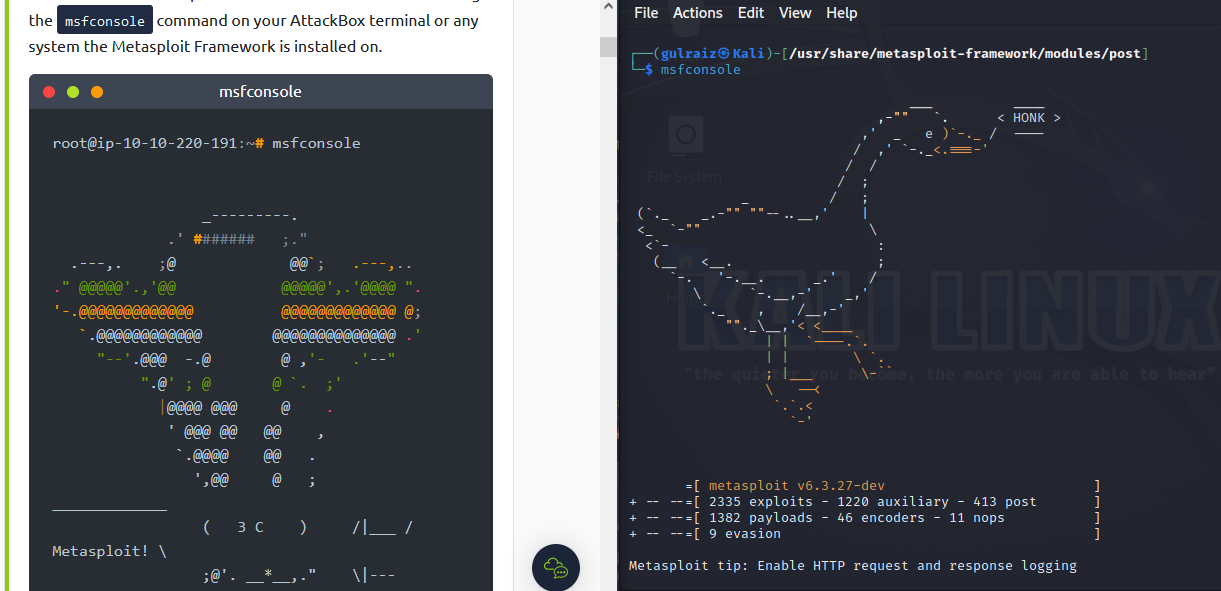 the msfconsole command on your AttackBox terminal or any
system the Metasploit Framework is installed on.
msfconsole
root@ip-10-10-220-191:~# msfconsole
_---------.
.' #######   ;."
.---,.    ;@             @@`;   .---,..
." @@@@@'.,'@@            @@@@@',.'@@@@ ".
'-.@@@@@@@@@@@@@          @@@@@@@@@@@@@ @;
`.@@@@@@@@@@@@        @@@@@@@@@@@@@@ .'
"--'.@@@  -.@        @ ,'-   .'--"
".@' ; @       @ `.  ;'
|@@@@ @@@     @    .
' @@@ @@   @@    ,
`.@@@@    @@   .
',@@     @   ;
_____________
(   3 C    )     /|___ /
Metasploit! \
;@'. __*__,."    \|---
File Actions Edit View Help
┌──(gulraiz㉿Kali)-[/usr/share/metasploit-framework/modules/post]
└─$ msfconsole
< HONK >
File System
KALI LINUX
"the quieter you become, the more you are able to hear"
=[ metasploit v6.3.27-dev                          ]
+ -- --=[ 2335 exploits - 1220 auxiliary - 413 post       ]
+ -- --=[ 1382 payloads - 46 encoders - 11 nops           ]
+ -- --=[ 9 evasion                                       ]
Metasploit tip: Enable HTTP request and response logging